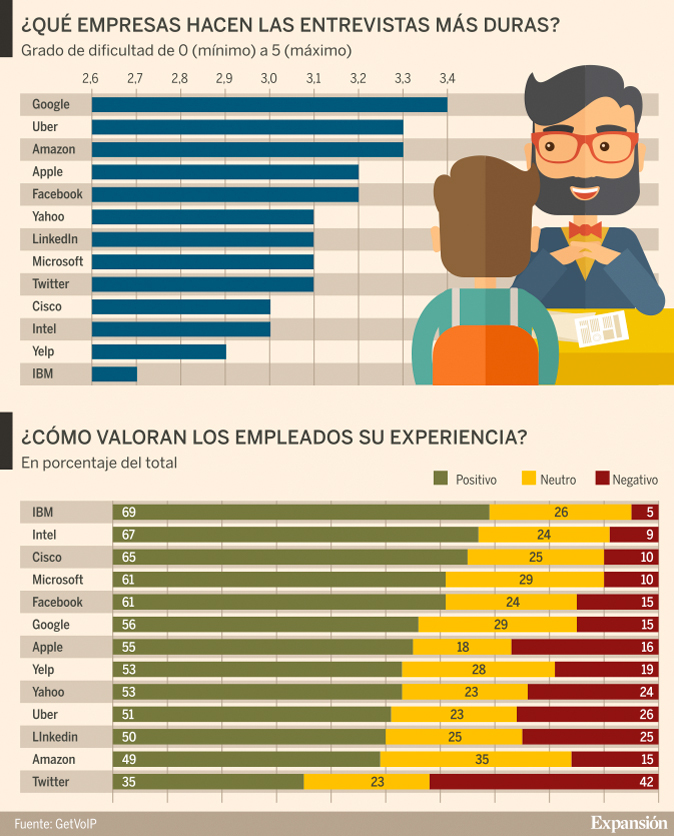 ¿QUÉ EMPRESAS HACEN LAS ENTREVISTAS MÁS DURAS?
Grado de dificultad de 0 (mínimo) a 5 (máximo)
2,6 2,7 2,8 2,9 3,0 3,1 3,2 3,3 3,4
Google
Uber
Amazon
Apple
Facebook
Yahoo
LinkedIn
Microsoft
Twitter
Cisco
Intel
Yelp
IBM
¿CÓMO VALORAN LOS EMPLEADOS SU EXPERIENCIA?
En porcentaje del total
Positivo Neutro Negativo
IBM 69 26 5
Intel 67 24 9
Cisco 65 25 10
Microsoft 61 29 10
Facebook 61 24 15
Google 56 29 15
Apple 55 18 16
Yelp 53 28 19
Yahoo 53 23 24
Uber 51 23 26
LInkedin 50 25 25
Amazon 49 35 15
Twitter 35 23 42
Fuente: GetVoIP Expansión